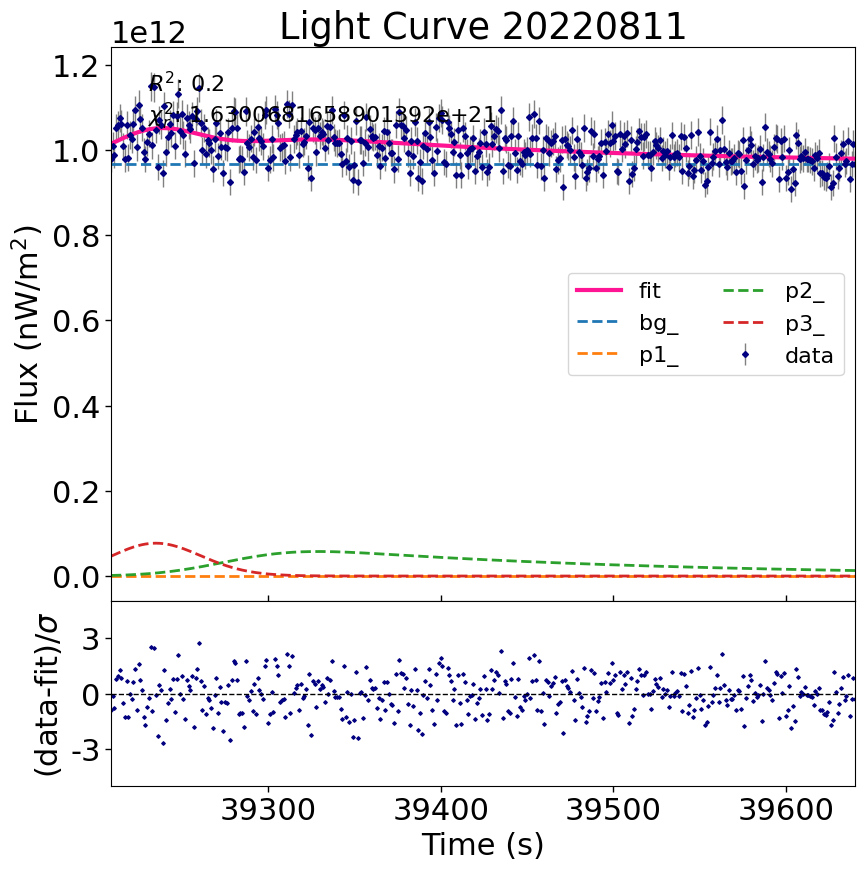 Light Curve 20220811
1e12
R²: 0.2
χ²: 1.6300681658901392e+21
1.2
1.0
0.8
0.6
0.4
0.2
0.0
Flux (nW/m²)
fit
bg_
p1_
p2_
p3_
data
3
0
-3
(data-fit)/σ
39300 39400 39500 39600
Time (s)